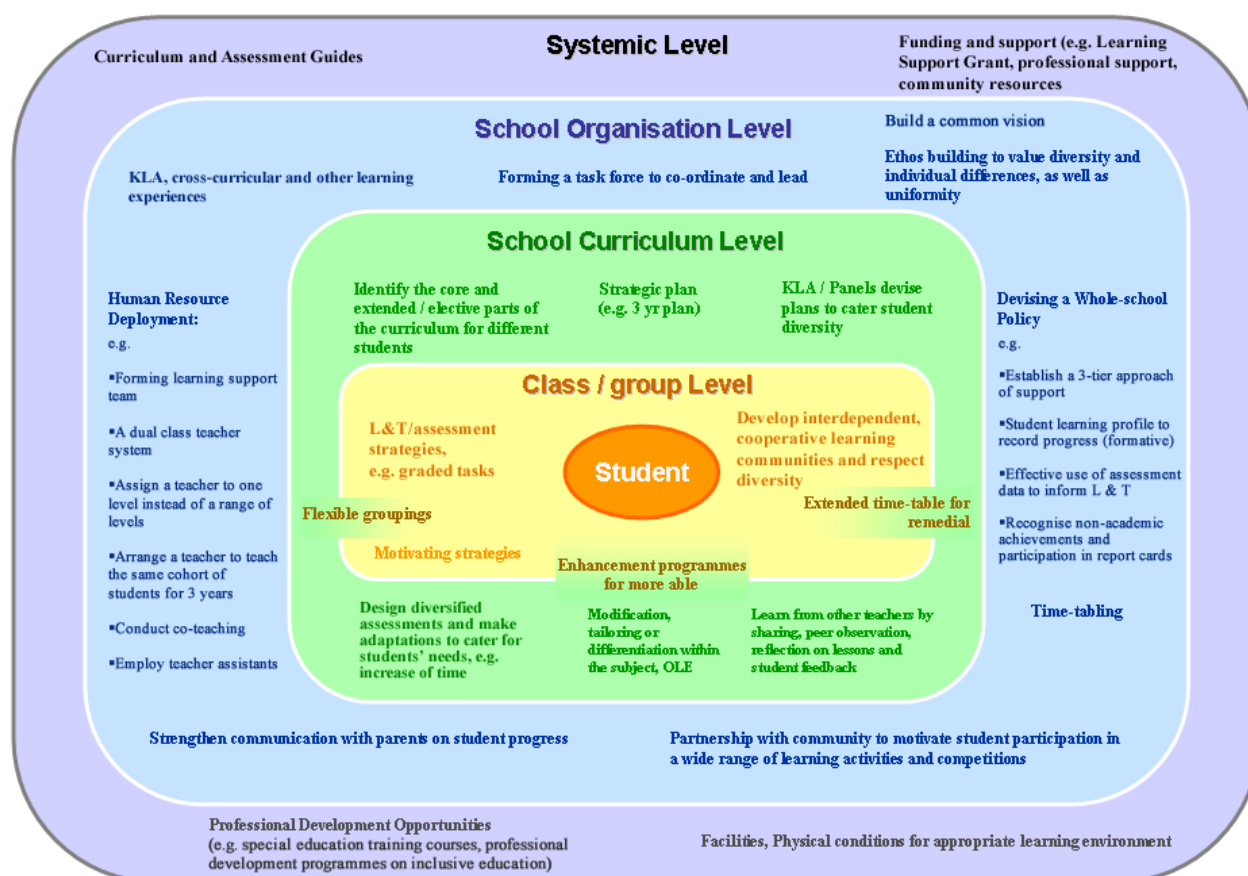 Systemic Level
Curriculum and Assessment Guides
Funding and support (e.g. Learning
Support Grant, professional support,
community resources
School Organisation Level
Build a common vision
KLA, cross-curricular and other learning
experiences
Forming a task force to co-ordinate and lead
Ethos building to value diversity and
individual differences, as well as
uniformity
School Curriculum Level
Identify the core and
extended / elective parts of
the curriculum for different
students
Strategic plan
(e.g. 3 yr plan)
KLA / Panels devise
plans to cater student
diversity
Human Resource
Deployment:
e.g.
▪Forming learning support
team
▪A dual class teacher
system
▪Assign a teacher to one
level instead of a range of
levels
▪Arrange a teacher to teach
the same cohort of
students for 3 years
▪Conduct co-teaching
▪Employ teacher assistants
Devising a Whole-school
Policy
e.g.
▪Establish a 3-tier approach
of support
▪Student learning profile to
record progress (formative)
▪Effective use of assessment
data to inform L & T
▪Recognise non-academic
achievements and
participation in report cards
Time-tabling
Class / group Level
L&T/assessment
strategies,
e.g. graded tasks
Student
Develop interdependent,
cooperative learning
communities and respect
diversity
Flexible groupings
Extended time-table for
remedial
Motivating strategies
Enhancement programmes
for more able
Design diversified
assessments and make
adaptations to cater for
students' needs, e.g.
increase of time
Modification,
tailoring or
differentiation within
the subject, OLE
Learn from other teachers by
sharing, peer observation,
reflection on lessons and
student feedback
Strengthen communication with parents on student progress
Partnership with community to motivate student participation in
a wide range of learning activities and competitions
Professional Development Opportunities
(e.g. special education training courses, professional
development programmes on inclusive education)
Facilities, Physical conditions for appropriate learning environment